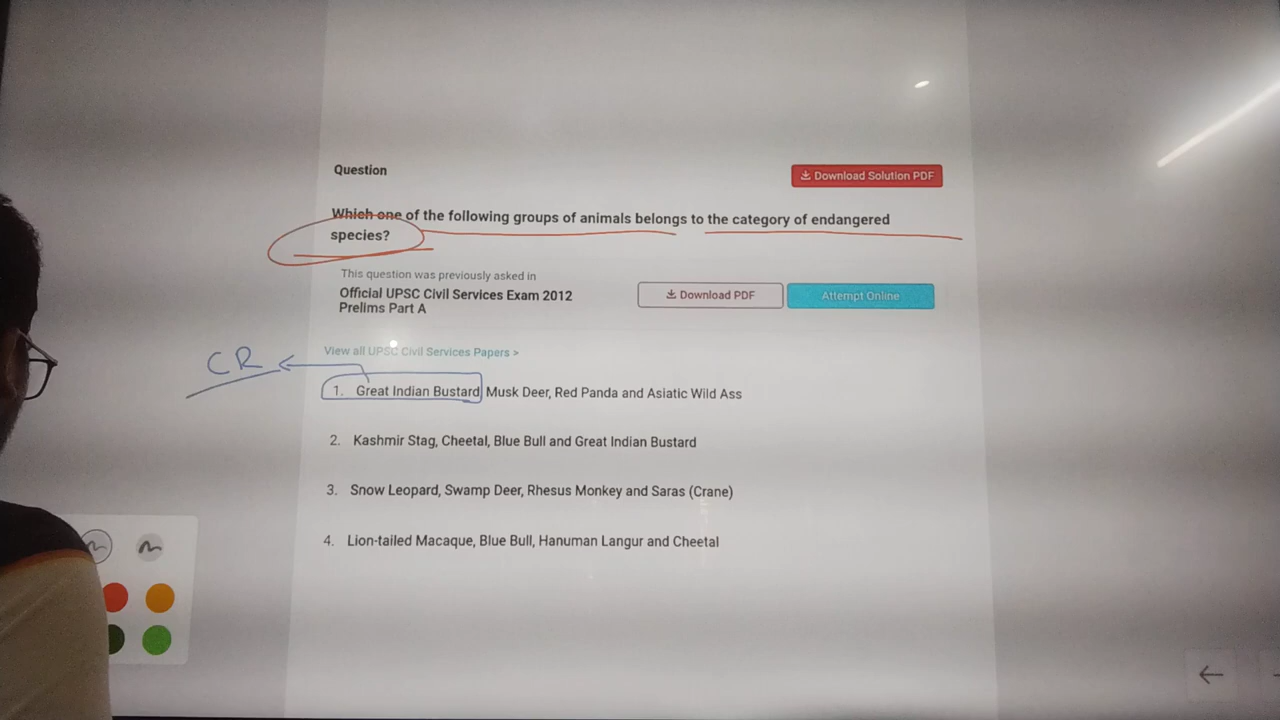 Question
Download Solution PDF
Which one of the following groups of animals belongs to the category of endangered
species?
This question was previously asked in
Official UPSC Civil Services Exam 2012
Prelims Part A
Download PDF
Attempt Online
View all UPSC Civil Services Papers >
CR
1. Great Indian Bustard, Musk Deer, Red Panda and Asiatic Wild Ass
2. Kashmir Stag, Cheetal, Blue Bull and Great Indian Bustard
3. Snow Leopard, Swamp Deer, Rhesus Monkey and Saras (Crane)
4. Lion-tailed Macaque, Blue Bull, Hanuman Langur and Cheetal